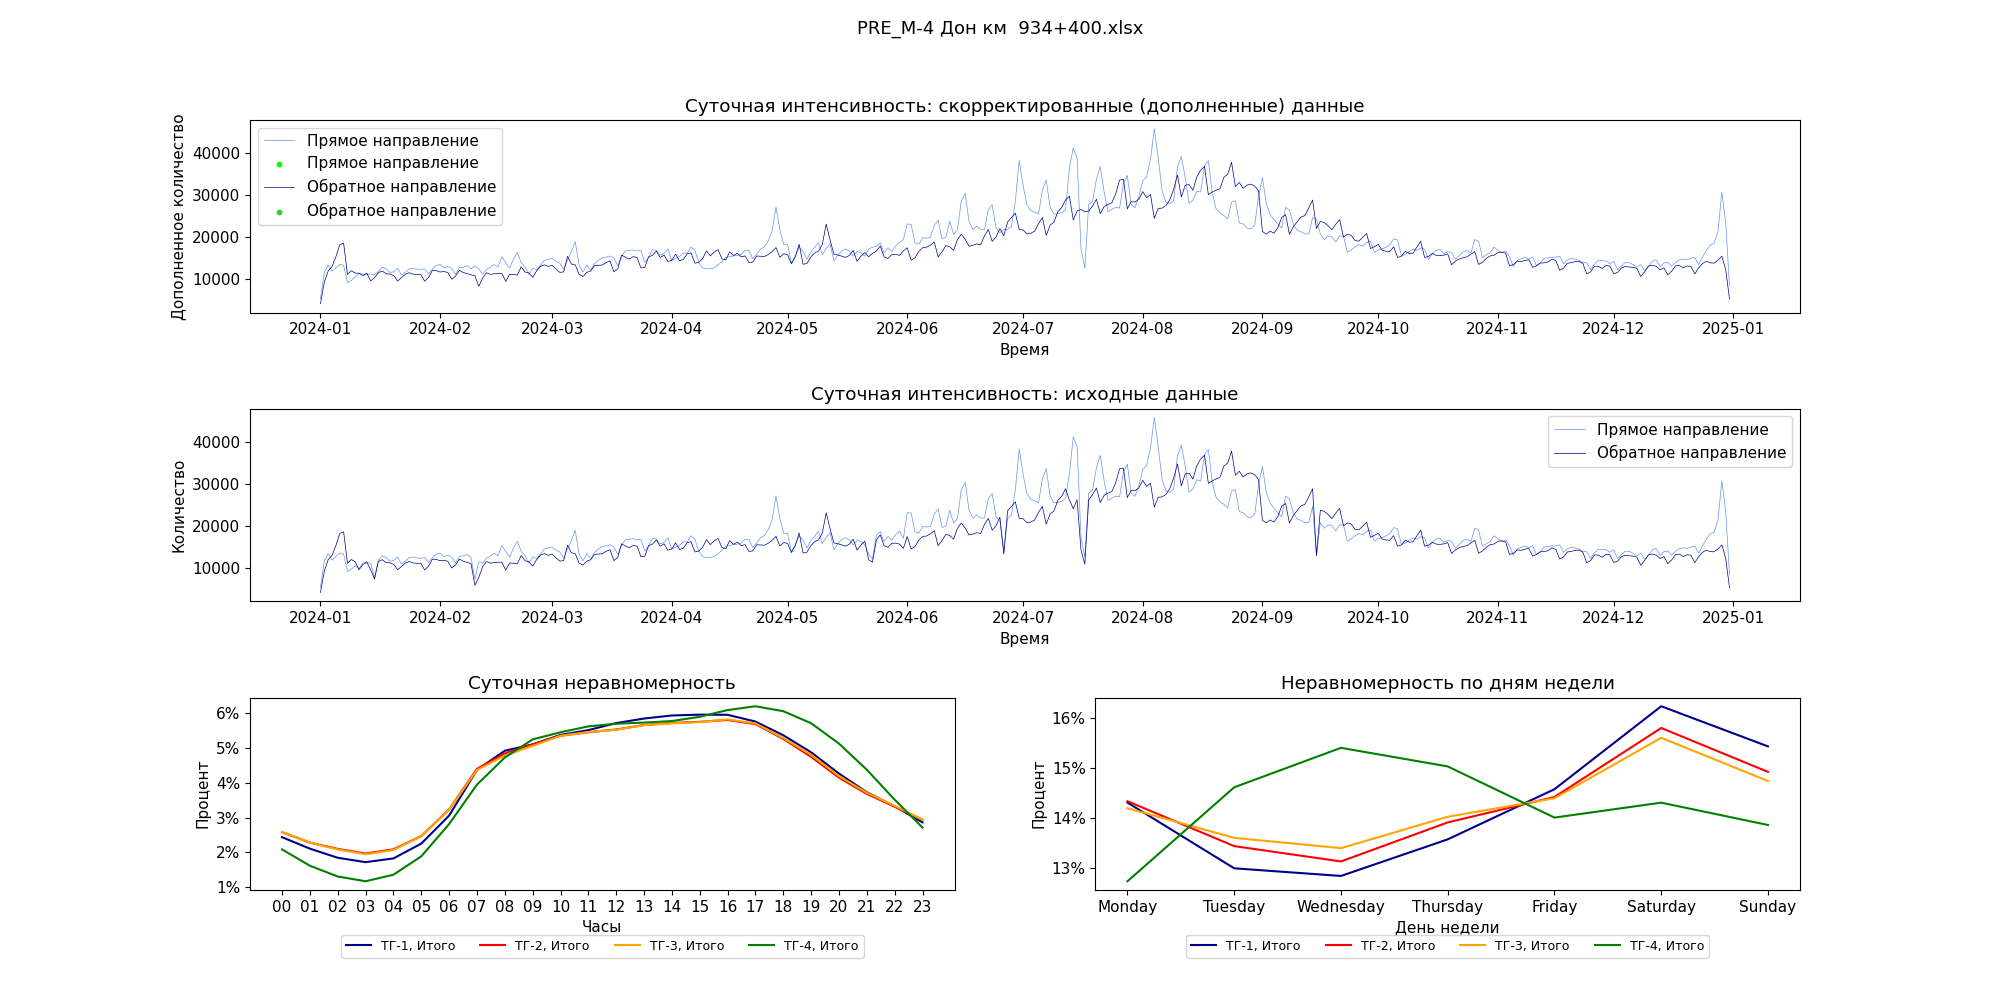 PRE_M-4 Дон км  934+400.xlsx
Суточная интенсивность: скорректированные (дополненные) данные
Дополненное количество
40000
30000
20000
10000
Прямое направление
Прямое направление
Обратное направление
Обратное направление
2024-01 2024-02 2024-03 2024-04 2024-05 2024-06 2024-07 2024-08 2024-09 2024-10 2024-11 2024-12 2025-01
Время
Суточная интенсивность: исходные данные
Количество
40000
30000
20000
10000
Прямое направление
Обратное направление
2024-01 2024-02 2024-03 2024-04 2024-05 2024-06 2024-07 2024-08 2024-09 2024-10 2024-11 2024-12 2025-01
Время
Суточная неравномерность
Процент
6%
5%
4%
3%
2%
1%
00 01 02 03 04 05 06 07 08 09 10 11 12 13 14 15 16 17 18 19 20 21 22 23
Часы
ТГ-1, Итого ТГ-2, Итого ТГ-3, Итого ТГ-4, Итого
Неравномерность по дням недели
Процент
16%
15%
14%
13%
Monday Tuesday Wednesday Thursday Friday Saturday Sunday
День недели
ТГ-1, Итого ТГ-2, Итого ТГ-3, Итого ТГ-4, Итого